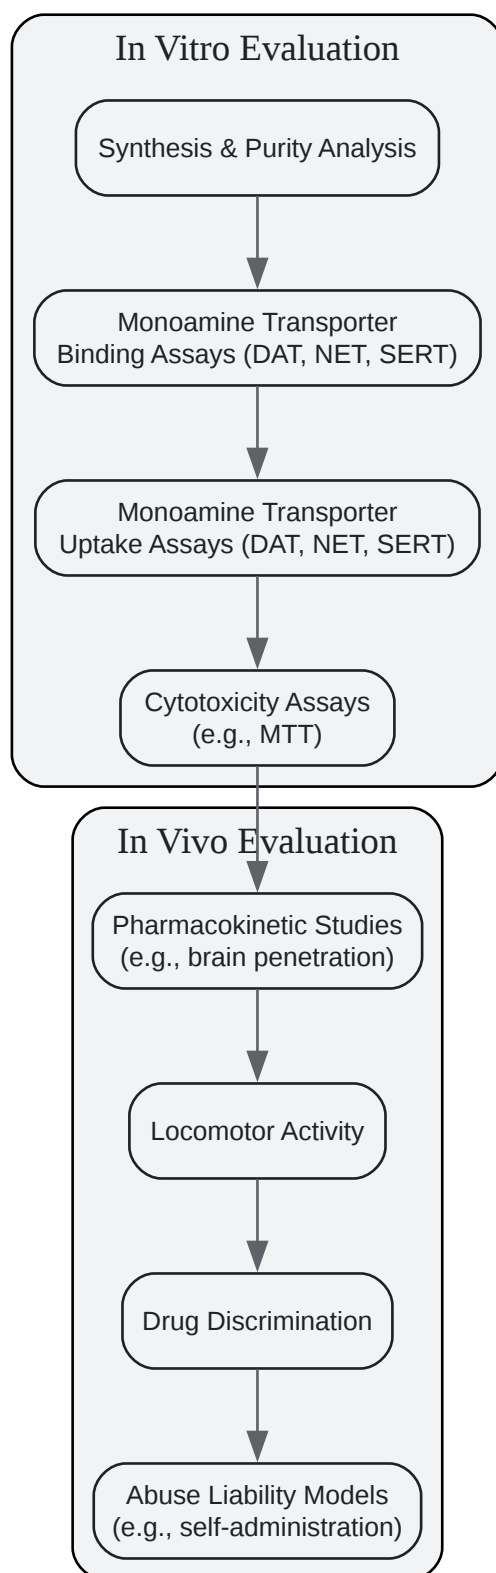 In Vitro Evaluation
Synthesis & Purity Analysis
Monoamine Transporter
Binding Assays (DAT, NET, SERT)
Monoamine Transporter
Uptake Assays (DAT, NET, SERT)
Cytotoxicity Assays
(e.g., MTT)
In Vivo Evaluation
Pharmacokinetic Studies
(e.g., brain penetration)
Locomotor Activity
Drug Discrimination
Abuse Liability Models
(e.g., self-administration)